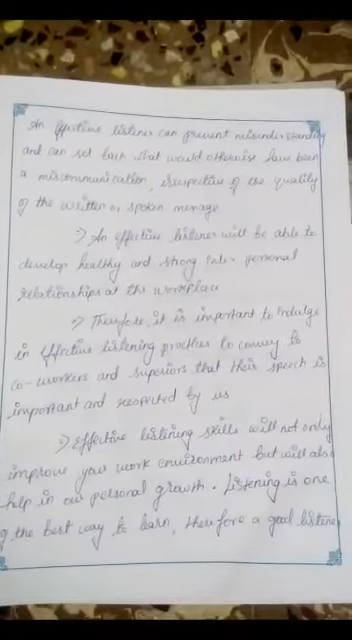 An effective listener can prevent misunderstanding
and can set back that would otherwise have been
a miscommunication, irrespective of the quality
of the written or spoken message
→ An effective listener will be able to
develop healthy and strong inter personal
relationships at the workplace
→ Therefore, it is important to indulge
in effective listening practices to convey to
co-workers and superiors that their speech is
important and respected by us
→ Effective listening skills will not only
improve your work environment but will also
help in our personal growth. Listening is one
of the best way to learn, therefore a good listener